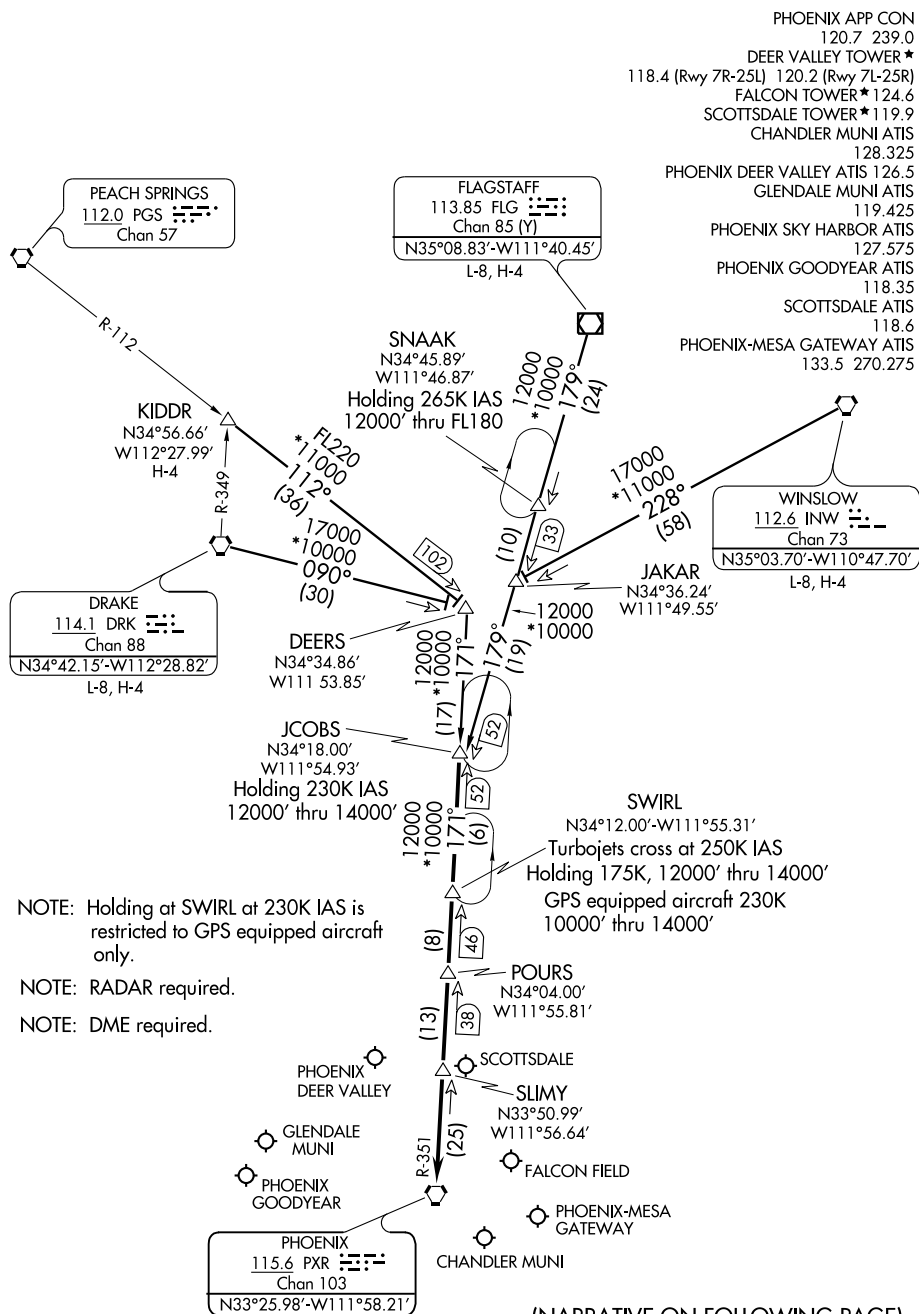 PHOENIX APP CON
120.7 239.0
DEER VALLEY TOWER★
118.4 (Rwy 7R-25L) 120.2 (Rwy 7L-25R)
FALCON TOWER★ 124.6
SCOTTSDALE TOWER★ 119.9
CHANDLER MUNI ATIS
128.325
PHOENIX DEER VALLEY ATIS 126.5
GLENDALE MUNI ATIS
119.425
PHOENIX SKY HARBOR ATIS
127.575
PHOENIX GOODYEAR ATIS
118.35
SCOTTSDALE ATIS
118.6
PHOENIX-MESA GATEWAY ATIS
133.5 270.275
PEACH SPRINGS
112.0 PGS
Chan 57
FLAGSTAFF
113.85 FLG
Chan 85 (Y)
N35°08.83'-W111°40.45'
L-8, H-4
R-112
SNAAK
N34°45.89'
W111°46.87'
Holding 265K IAS
12000' thru FL180
12000
*10000
179°
(24)
KIDDR
N34°56.66'
W112°27.99'
H-4
R-349
FL220
*11000
112°
(36)
102
17000
*10000
090°
(30)
(10)
33
17000
*11000
228°
(58)
WINSLOW
112.6 INW
Chan 73
N35°03.70'-W110°47.70'
L-8, H-4
JAKAR
N34°36.24'
W111°49.55'
DRAKE
114.1 DRK
Chan 88
N34°42.15'-W112°28.82'
L-8, H-4
DEERS
N34°34.86'
W111 53.85'
12000
*10000
171°
(17)
12000
*10000
179°
(19)
52
JCOBS
N34°18.00'
W111°54.93'
Holding 230K IAS
12000' thru 14000'
52
12000
*10000
171°
(6)
SWIRL
N34°12.00'-W111°55.31'
Turbojets cross at 250K IAS
Holding 175K, 12000' thru 14000'
GPS equipped aircraft 230K
10000' thru 14000'
NOTE: Holding at SWIRL at 230K IAS is
restricted to GPS equipped aircraft
only.
NOTE: RADAR required.
NOTE: DME required.
(8)
46
POURS
N34°04.00'
W111°55.81'
(13)
38
PHOENIX
DEER VALLEY
SCOTTSDALE
SLIMY
N33°50.99'
W111°56.64'
GLENDALE
MUNI
R-351
(25)
PHOENIX
GOODYEAR
FALCON FIELD
PHOENIX-MESA
GATEWAY
CHANDLER MUNI
PHOENIX
115.6 PXR
Chan 103
N33°25.98'-W111°58.21'
(NARRATIVE ON FOLLOWING PAGE)